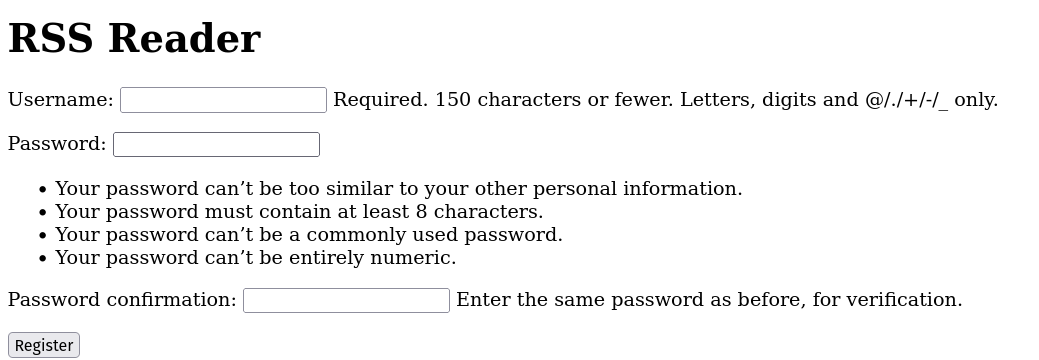 RSS Reader
Username: Required. 150 characters or fewer. Letters, digits and @/./+/-/_ only.
Password:
• Your password can’t be too similar to your other personal information.
• Your password must contain at least 8 characters.
• Your password can’t be a commonly used password.
• Your password can’t be entirely numeric.
Password confirmation: Enter the same password as before, for verification.
Register